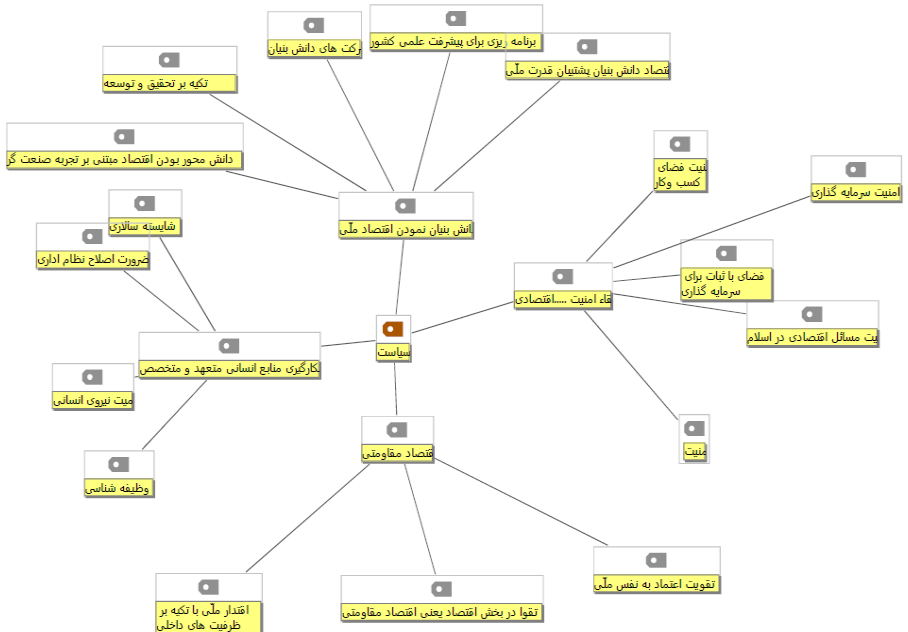 برنامه ریزی برای پیشرفت علمی کشور
شرکت های دانش بنیان
قتصاد دانش بنیان پشتیبان قدرت ملّی
تکیه بر تحقیق و توسعه
دانش محور بودن اقتصاد مبتنی بر تجربه صنعت گر
نیت فضای
کسب وکار
امنیت سرمایه گذاری
شایسته سالاری
انش بنیان نمودن اقتصاد ملّی
ضرورت اصلاح نظام اداری
فضای با ثبات برای
سرمایه گذاری
قاء امنیت .....اقتصادی
یت مسائل اقتصادی در اسلام
سیاست
کارگیری منابع انسانی متعهد و متخصص
میت نیروی انسانی
قتصاد مقاومتی
منیت
وظیفه شناسی
تقویت اعتماد به نفس ملّی
تقوا در بخش اقتصاد یعنی اقتصاد مقاومتی
اقتدار ملّی با تکیه بر
ظرفیت های داخلی